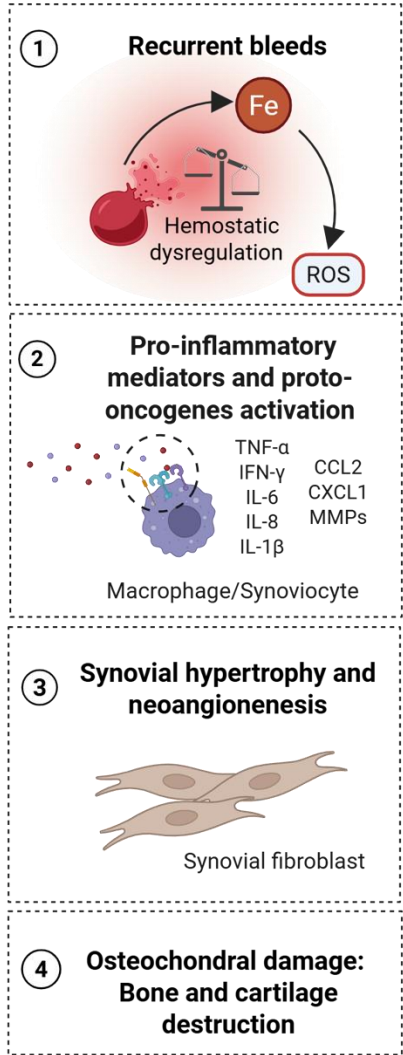 1
Recurrent bleeds
Fe
Hemostatic
dysregulation
ROS
2
Pro-inflammatory
mediators and proto-
oncogenes activation
TNF-α
IFN-γ
IL-6
IL-8
IL-1β
CCL2
CXCL1
MMPs
Macrophage/Synoviocyte
3
Synovial hypertrophy and
neoangionenesis
Synovial fibroblast
4
Osteochondral damage:
Bone and cartilage
destruction